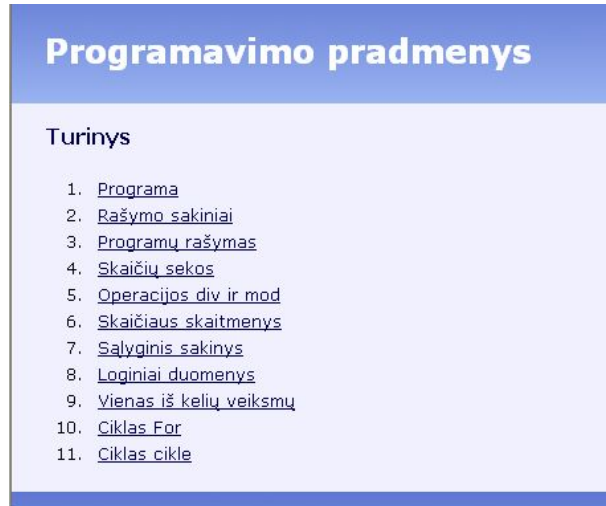 Programavimo pradmenys
Turinys
1. Programa
2. Rašymo sakiniai
3. Programų rašymas
4. Skaičių sekos
5. Operacijos div ir mod
6. Skaičiaus skaitmenys
7. Sąlyginis sakinys
8. Loginiai duomenys
9. Vienas iš kelių veiksmų
10. Ciklas For
11. Ciklas cikle